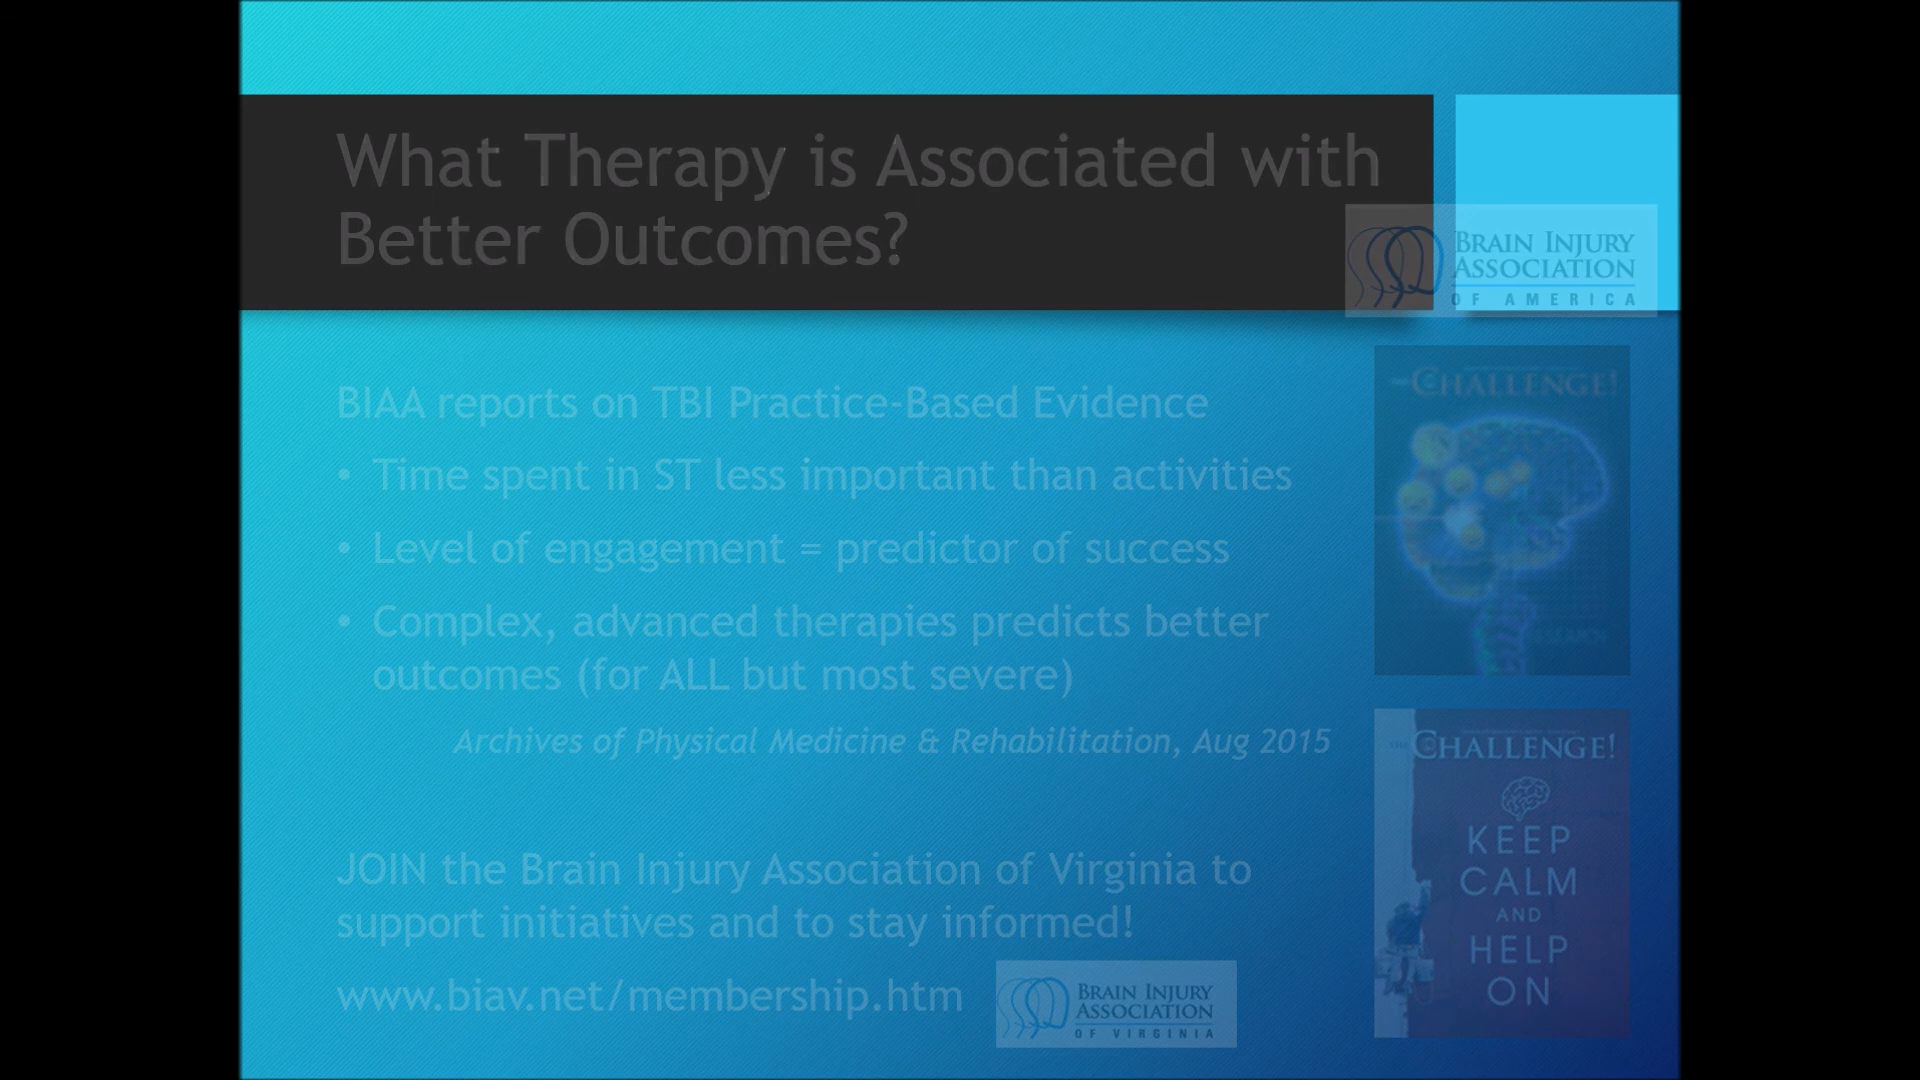 What Therapy is Associated with
Better Outcomes?
BRAIN INJURY
ASSOCIATION
OF AMERICA
BIAA reports on TBI Practice-Based Evidence
• Time spent in ST less important than activities
• Level of engagement = predictor of success
• Complex, advanced therapies predicts better
outcomes (for ALL but most severe)
Archives of Physical Medicine & Rehabilitation, Aug 2015
CHALLENGE!
RESEARCH
THE CHALLENGE!
KEEP
CALM
AND
HELP
ON
JOIN the Brain Injury Association of Virginia to
support initiatives and to stay informed!
www.biav.net/membership.htm
BRAIN INJURY
ASSOCIATION
OF VIRGINIA